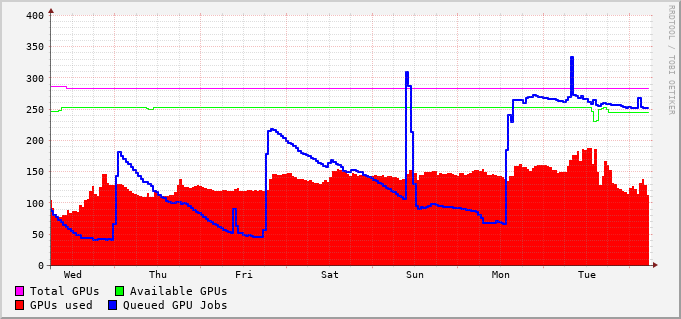 400
350
300
250
200
150
100
50
0
Wed Thu Fri Sat Sun Mon Tue
Total GPUs Available GPUs
GPUs used Queued GPU Jobs
RRDTOOL / TOBI OETIKER